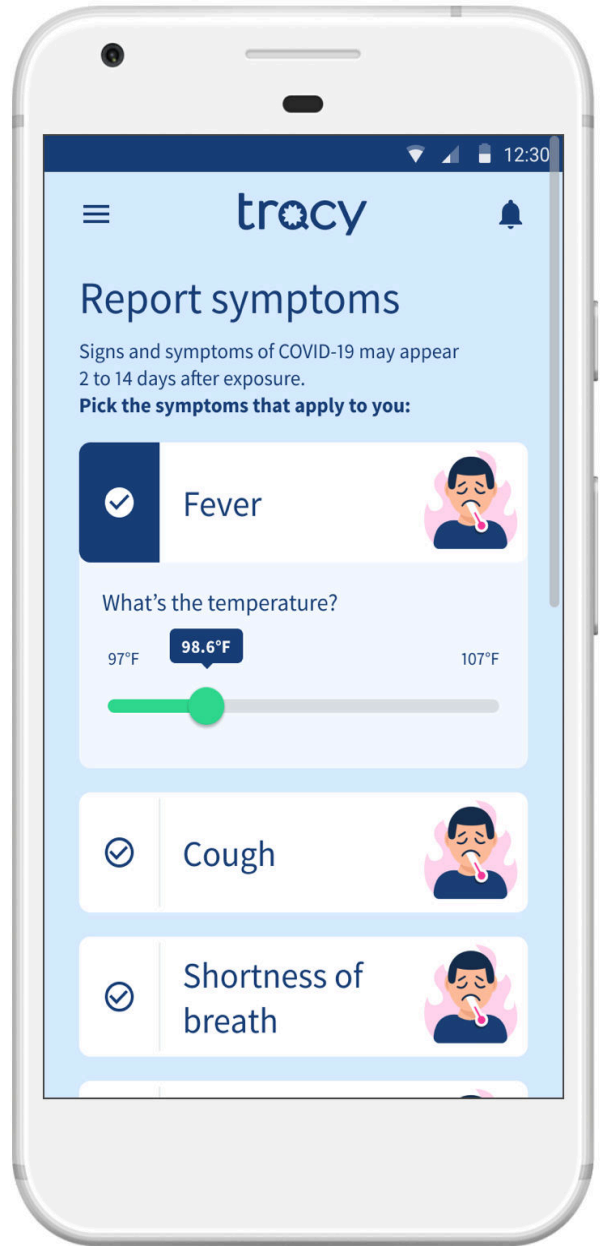 12:30
tracy
Report symptoms
Signs and symptoms of COVID-19 may appear
2 to 14 days after exposure.
Pick the symptoms that apply to you:
Fever
What’s the temperature?
98.6°F
97°F
107°F
Cough
Shortness of
breath